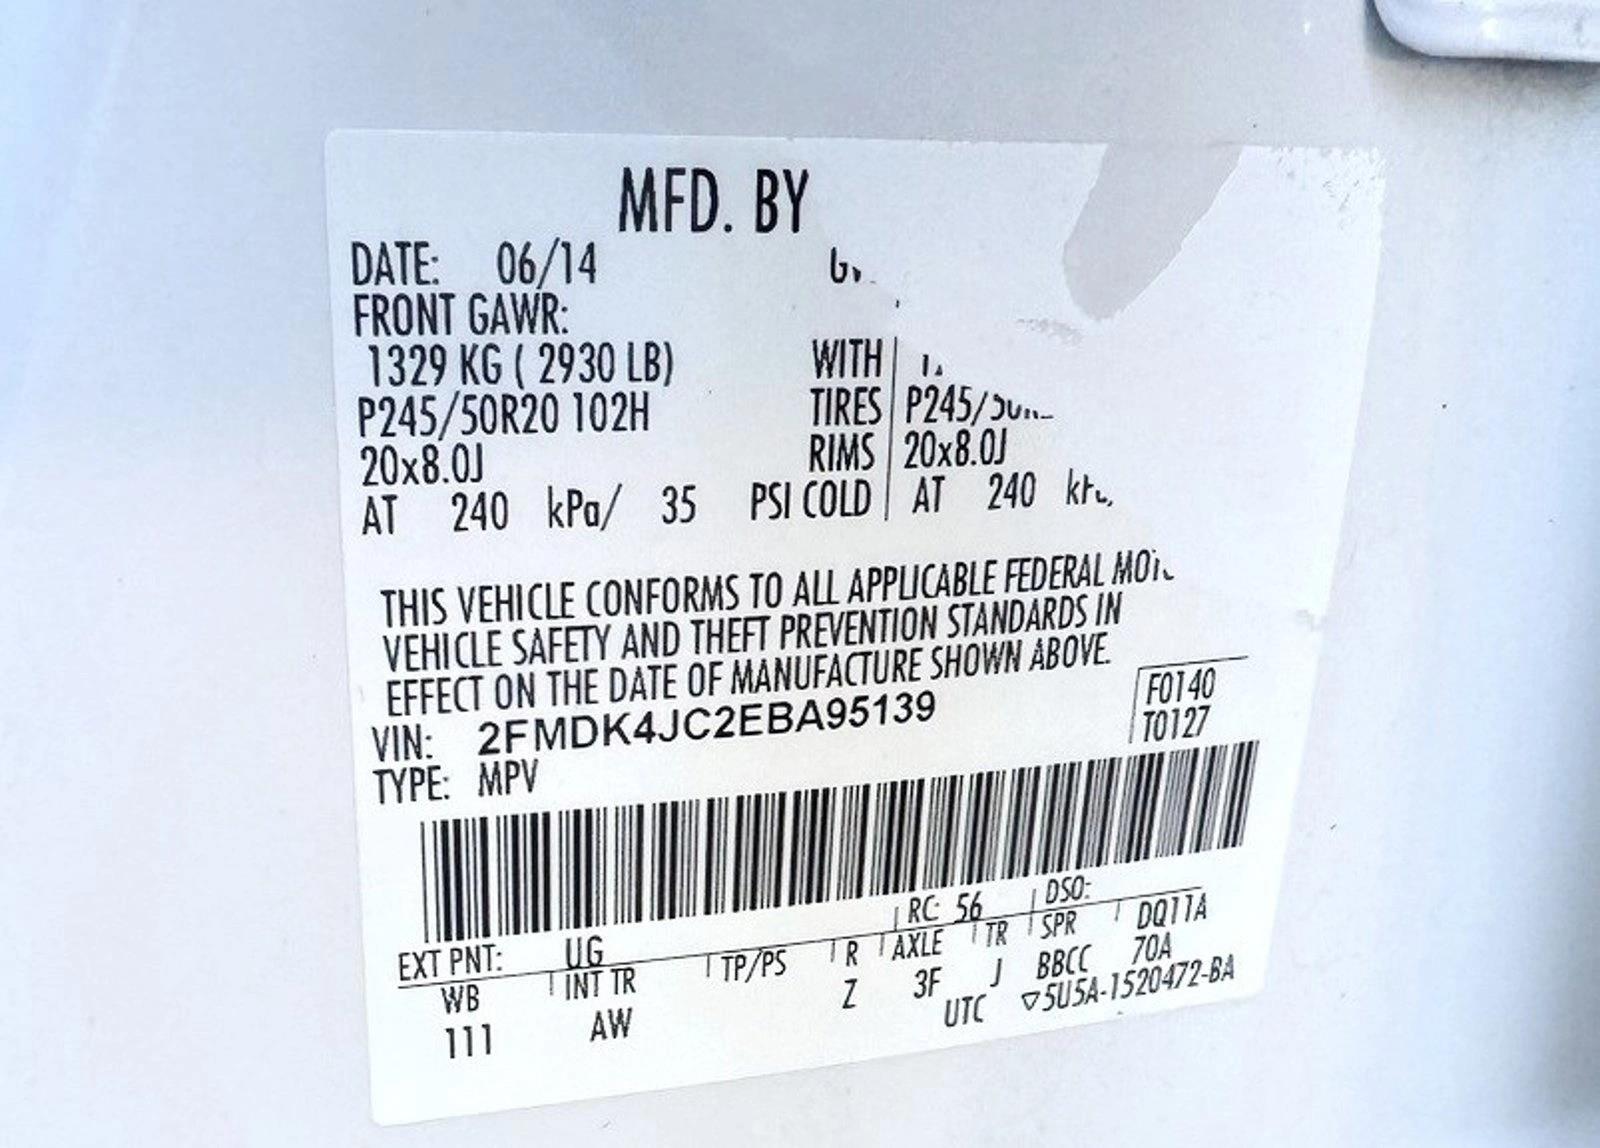 MFD. BY
DATE: 06/14
FRONT GAWR:
1329 KG ( 2930 LB) WITH
P245/50R20 102H TIRES P245/
20x8.0J RIMS 20x8.0J
AT 240 kPa/ 35 PSI COLD AT 240
THIS VEHICLE CONFORMS TO ALL APPLICABLE FEDERAL
VEHICLE SAFETY AND THEFT PREVENTION STANDARDS IN
EFFECT ON THE DATE OF MANUFACTURE SHOWN ABOVE.
VIN: 2FMDK4JC2EBA95139 F0140
TYPE: MPV T0127
RC: 56 DSO:
EXT PNT: UG
WB INT TR TP/PS R AXLE TR SPR DQ11A
111 AW Z 3F J BBCC 70A
UTC ▽5U5A-1520472-BA